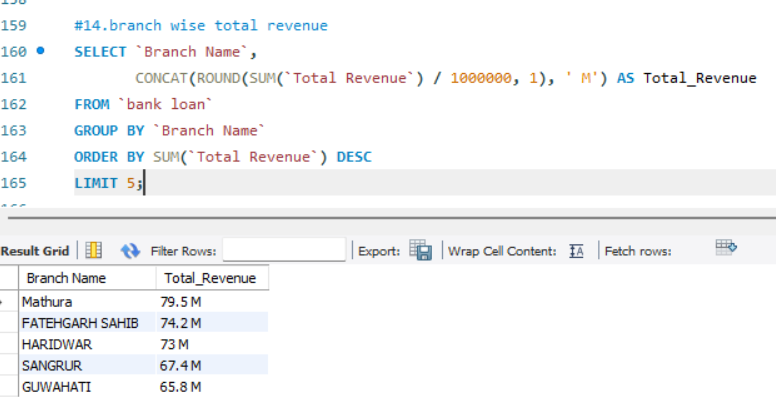 159 #14.branch wise total revenue
160 SELECT `Branch Name`,
161 CONCAT(ROUND(SUM(`Total Revenue`) / 1000000, 1), ' M') AS Total_Revenue
162 FROM `bank loan`
163 GROUP BY `Branch Name`
164 ORDER BY SUM(`Total Revenue`) DESC
165 LIMIT 5;
Result Grid Filter Rows: Export: Wrap Cell Content: Fetch rows:
Branch Name Total_Revenue
Mathura 79.5 M
FATEHGARH SAHIB 74.2 M
HARIDWAR 73 M
SANGRUR 67.4 M
GUWAHATI 65.8 M